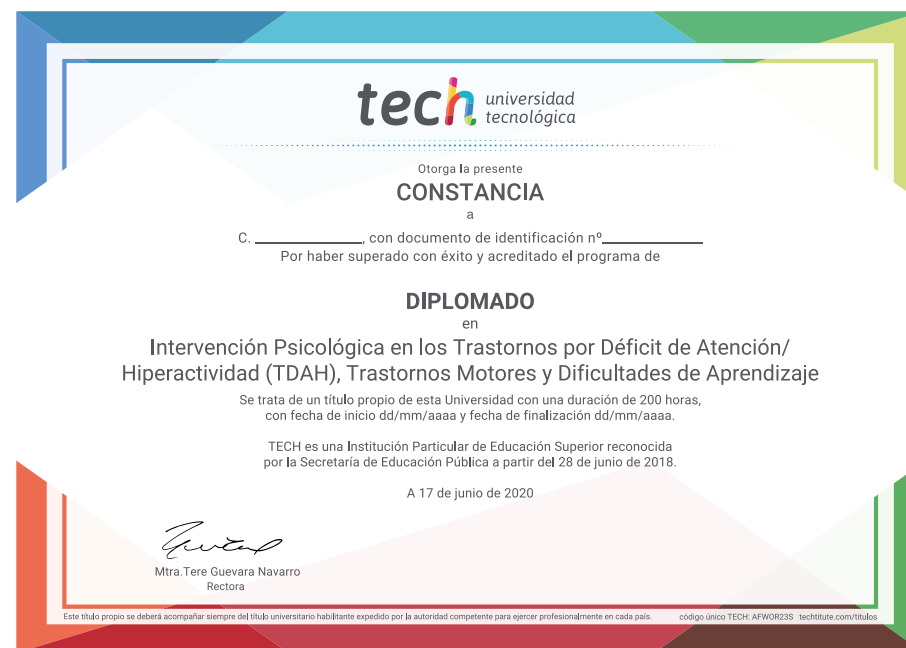 tech universidad
tecnológica
Otorga la presente
CONSTANCIA
a
C. ____________, con documento de identificación nº____________
Por haber superado con éxito y acreditado el programa de
DIPLOMADO
en
Intervención Psicológica en los Trastornos por Déficit de Atención/
Hiperactividad (TDAH), Trastornos Motores y Dificultades de Aprendizaje
Se trata de un título propio de esta Universidad con una duración de 200 horas,
con fecha de inicio dd/mm/aaaa y fecha de finalización dd/mm/aaaa.
TECH es una Institución Particular de Educación Superior reconocida
por la Secretaría de Educación Pública a partir del 28 de junio de 2018.
A 17 de junio de 2020
Mtra.Tere Guevara Navarro
Rectora
Este título propio se deberá acompañar siempre del título universitario habilitante expedido por la autoridad competente para ejercer profesionalmente en cada país. código único TECH: AFWOR23S techtitute.com/titulos